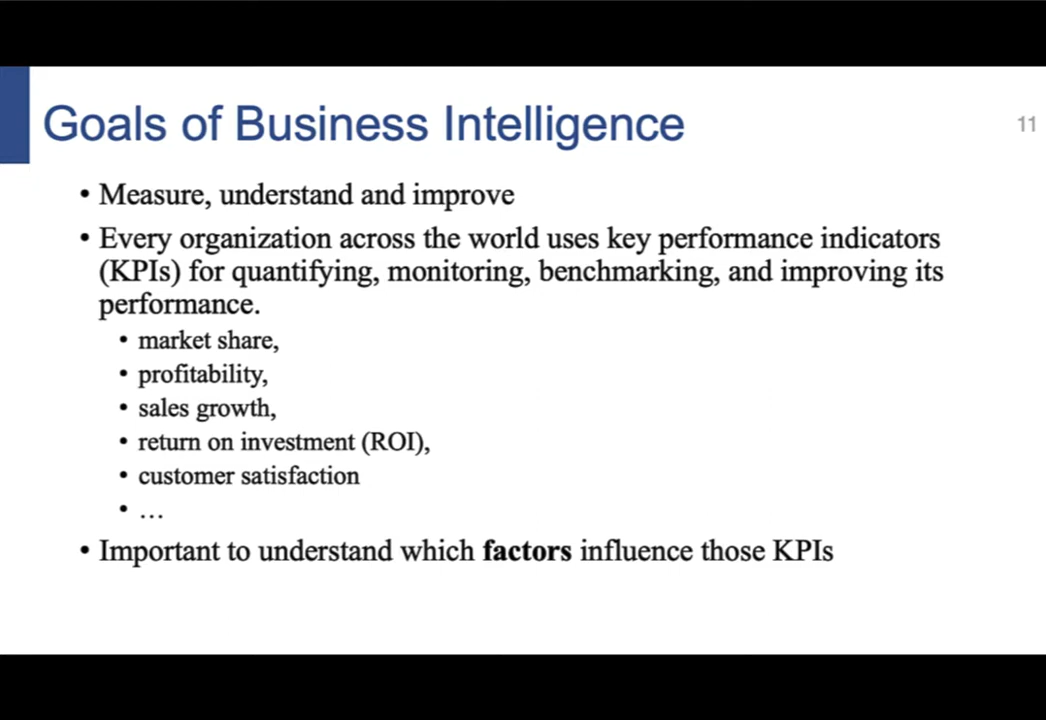 Goals of Business Intelligence
11
• Measure, understand and improve
• Every organization across the world uses key performance indicators
(KPIs) for quantifying, monitoring, benchmarking, and improving its
performance.
• market share,
• profitability,
• sales growth,
• return on investment (ROI),
• customer satisfaction
• …
• Important to understand which factors influence those KPIs